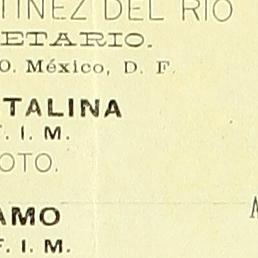 TINEZ DEL RIO
ETARIO.
O. México, D. F.
TALINA
F. I. M.
OTO.
AMO
F. I. M.